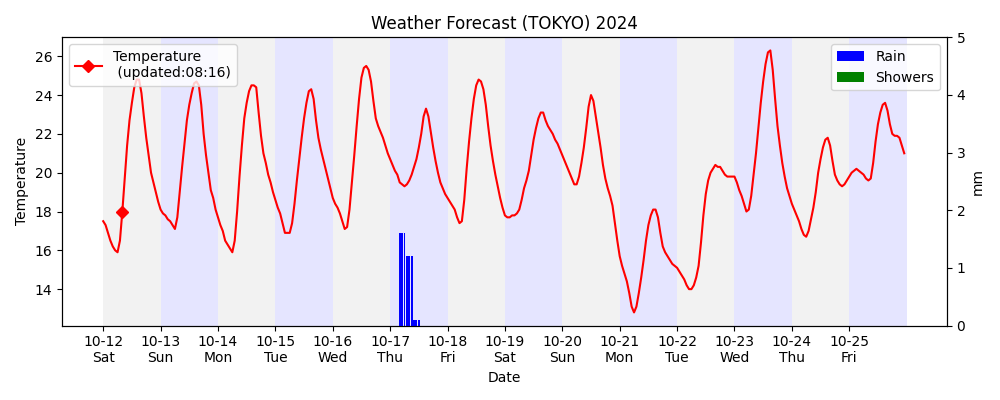 Weather Forecast (TOKYO) 2024
Temperature
(updated:08:16)
Rain
Showers
Temperature
26
24
22
20
18
16
14
5
4
3
2
1
0
mm
10-12 10-13 10-14 10-15 10-16 10-17 10-18 10-19 10-20 10-21 10-22 10-23 10-24 10-25
Sat Sun Mon Tue Wed Thu Fri Sat Sun Mon Tue Wed Thu Fri
Date